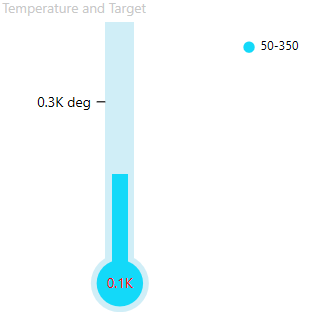 Temperature and Target
50-350
0.3K deg
0.1K